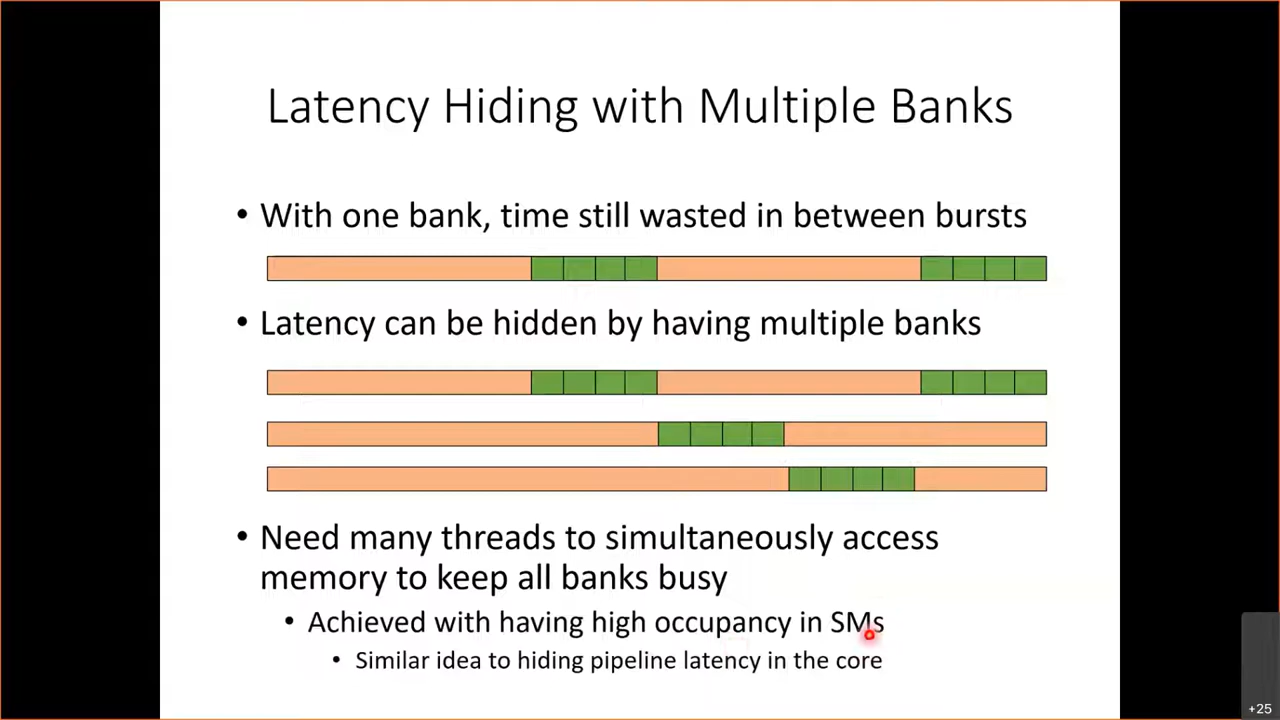 Latency Hiding with Multiple Banks
• With one bank, time still wasted in between bursts
• Latency can be hidden by having multiple banks
• Need many threads to simultaneously access
memory to keep all banks busy
• Achieved with having high occupancy in SMs
• Similar idea to hiding pipeline latency in the core
+25